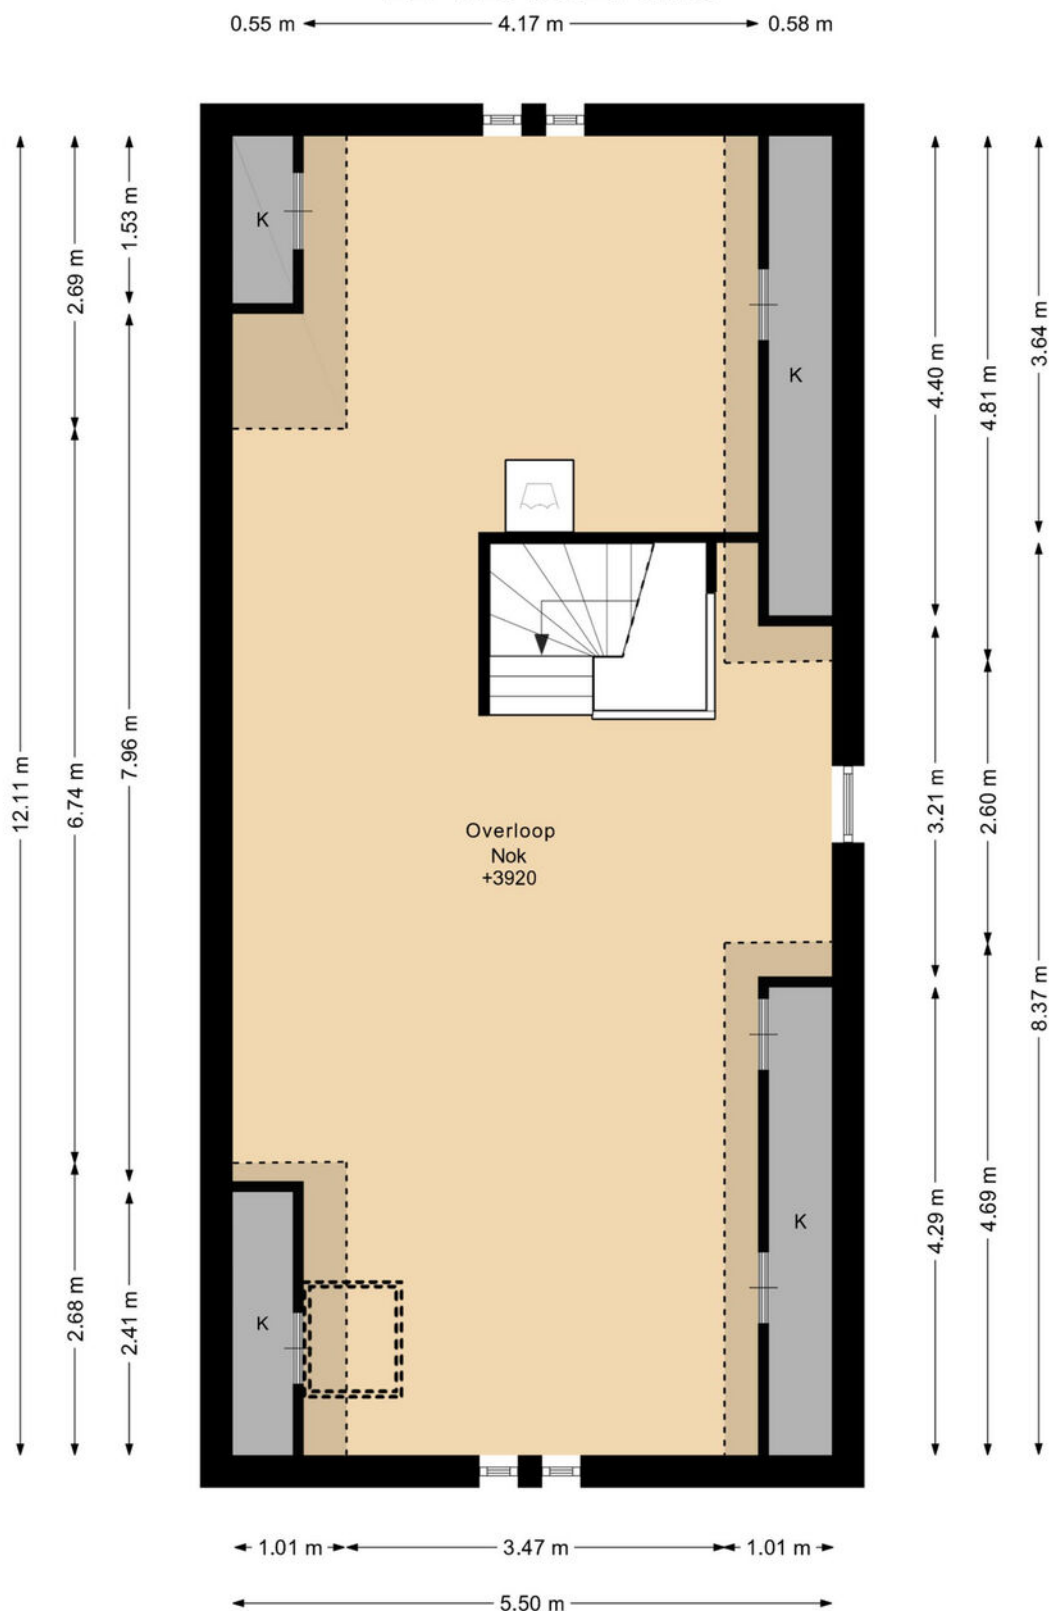 0.55 m
4.17 m
0.58 m
12.11 m
2.69 m
6.74 m
2.68 m
1.53 m
7.96 m
2.41 m
K
K
Overloop
Nok
+3920
K
K
4.40 m
3.21 m
4.29 m
4.81 m
2.60 m
4.69 m
3.64 m
8.37 m
1.01 m
3.47 m
1.01 m
5.50 m